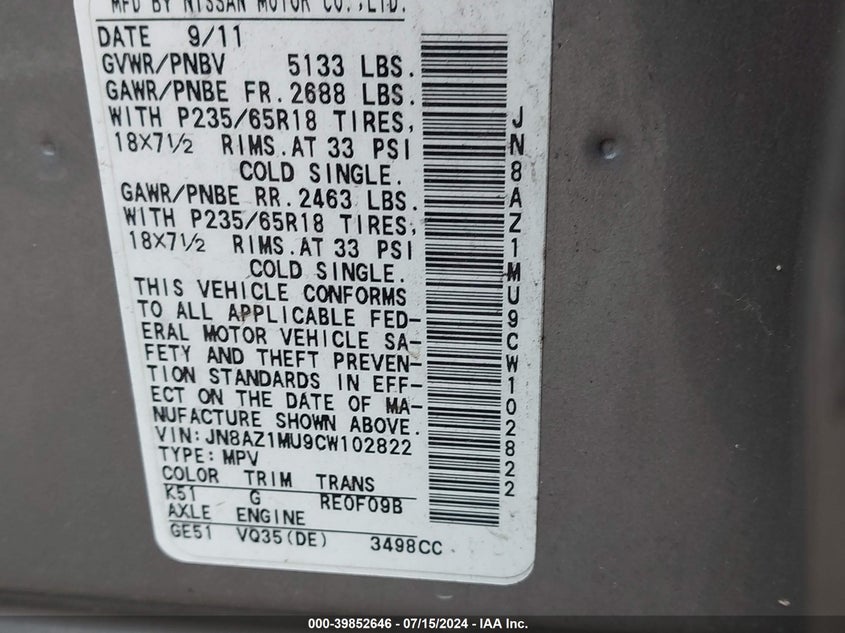 MFD BY NISSAN MOTOR CO.,LTD.
DATE 9/11
GVWR/PNBV 5133 LBS.
GAWR/PNBE FR.2688 LBS.
WITH P235/65R18 TIRES,
18X7½ RIMS.AT 33 PSI
COLD SINGLE.
GAWR/PNBE RR.2463 LBS.
WITH P235/65R18 TIRES,
18X7½ RIMS.AT 33 PSI
COLD SINGLE.
THIS VEHICLE CONFORMS
TO ALL APPLICABLE FED-
ERAL MOTOR VEHICLE SA-
FETY AND THEFT PREVEN-
TION STANDARDS IN EFF-
ECT ON THE DATE OF MA-
NUFACTURE SHOWN ABOVE.
VIN:JN8AZ1MU9CW102822
TYPE: MPV
COLOR TRIM TRANS
K51 G RE0F09B
AXLE ENGINE
GE51 VQ35(DE) 3498CC
JN8AZ1MU9CW102822
000-39852646 - 07/15/2024 - IAA Inc.